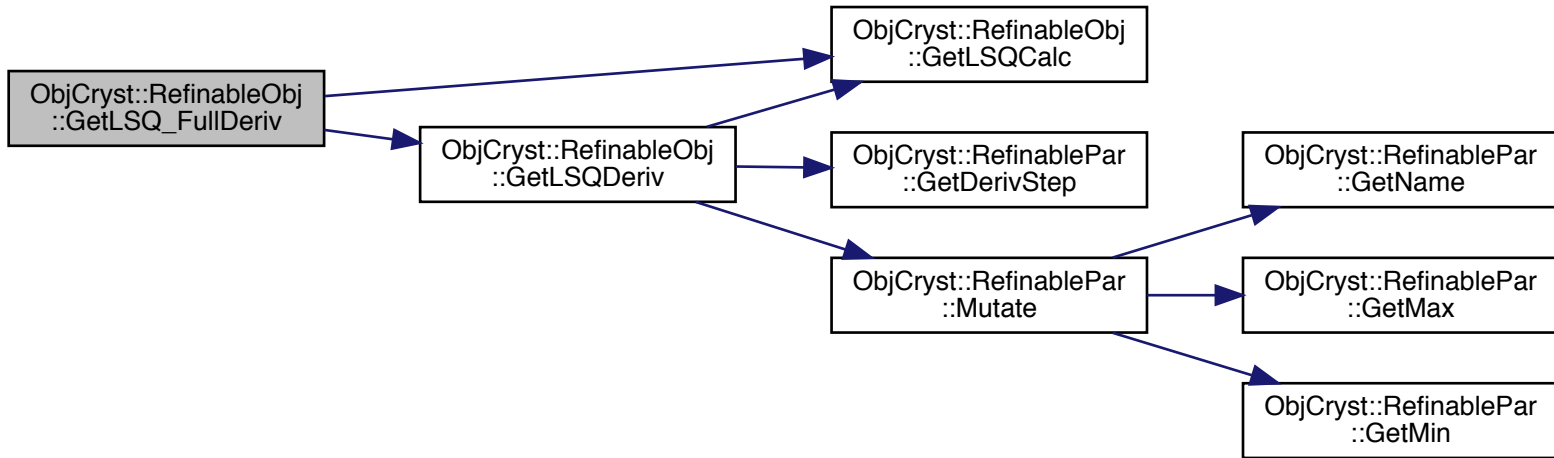 ObjCryst::RefinableObj
::GetLSQ_FullDeriv
ObjCryst::RefinableObj
::GetLSQCalc
ObjCryst::RefinableObj
::GetLSQDeriv
ObjCryst::RefinablePar
::GetDerivStep
ObjCryst::RefinablePar
::Mutate
ObjCryst::RefinablePar
::GetName
ObjCryst::RefinablePar
::GetMax
ObjCryst::RefinablePar
::GetMin